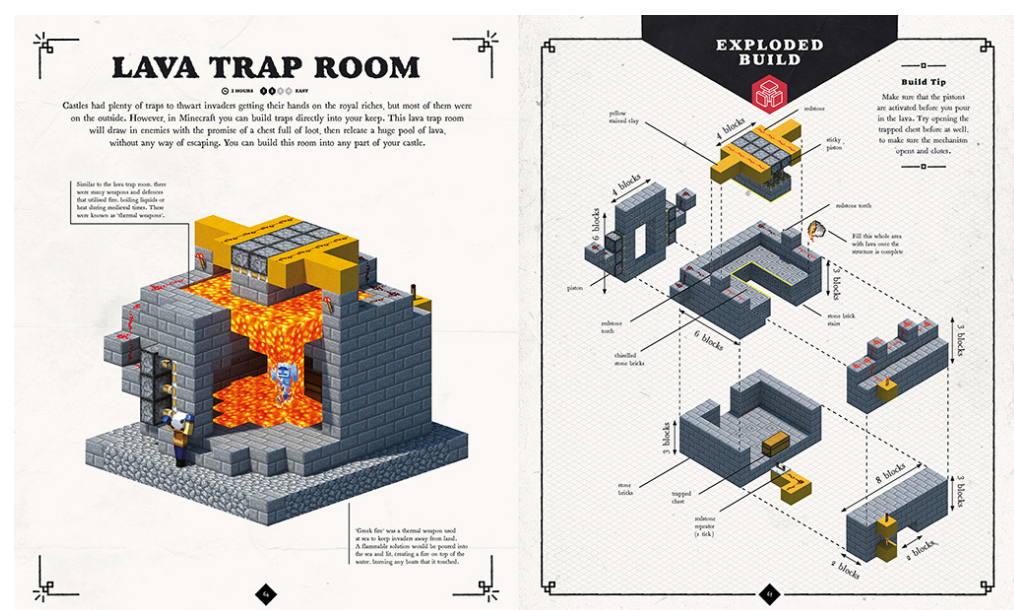 LAVA TRAP ROOM
2 HOURS EASY
Castles had plenty of traps to thwart invaders getting their hands on the royal riches, but most of them were
on the outside. However, in Minecraft you can build traps directly into your keep. This lava trap room
will draw in enemies with the promise of a chest full of loot, then release a huge pool of lava,
without any way of escaping. You can build this room into any part of your castle.
Similar to the lava trap room, there
were many weapons and defences
that utilised fire, boiling liquids or
heat during medieval times. These
were known as 'thermal weapons'.
'Greek fire' was a thermal weapon used
at sea to keep invaders away from land.
A flammable solution would be poured into
the sea and lit, creating a fire on top of the
water, burning any boats that it touched.
64
EXPLODED
BUILD
Build Tip
Make sure that the pistons
are activated before you pour
in the lava. Try opening the
trapped chest before as well,
to make sure the mechanism
opens and closes.
yellow
stained clay
4 blocks
redstone
sticky
piston
4 blocks
6 blocks
piston
redstone torch
Fill this whole area
with lava once the
structure is complete
3 blocks
stone brick
stairs
redstone
torch
6 blocks
chiselled
stone bricks
3 blocks
3 blocks
stone
bricks
trapped
chest
redstone
repeater
(1 tick)
8 blocks
3 blocks
2 blocks
2 blocks
65